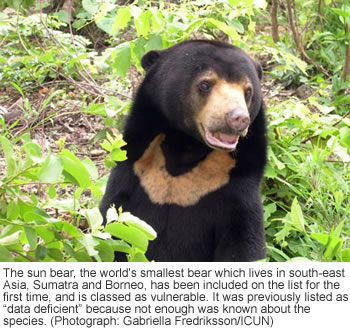 The sun bear, the world's smallest bear which lives in south-east
Asia, Sumatra and Borneo, has been included on the list for the
first time, and is classed as vulnerable. It was previously listed as
“data deficient” because not enough was known about the
species. (Photograph: Gabriella Fredriksson/ICUN)